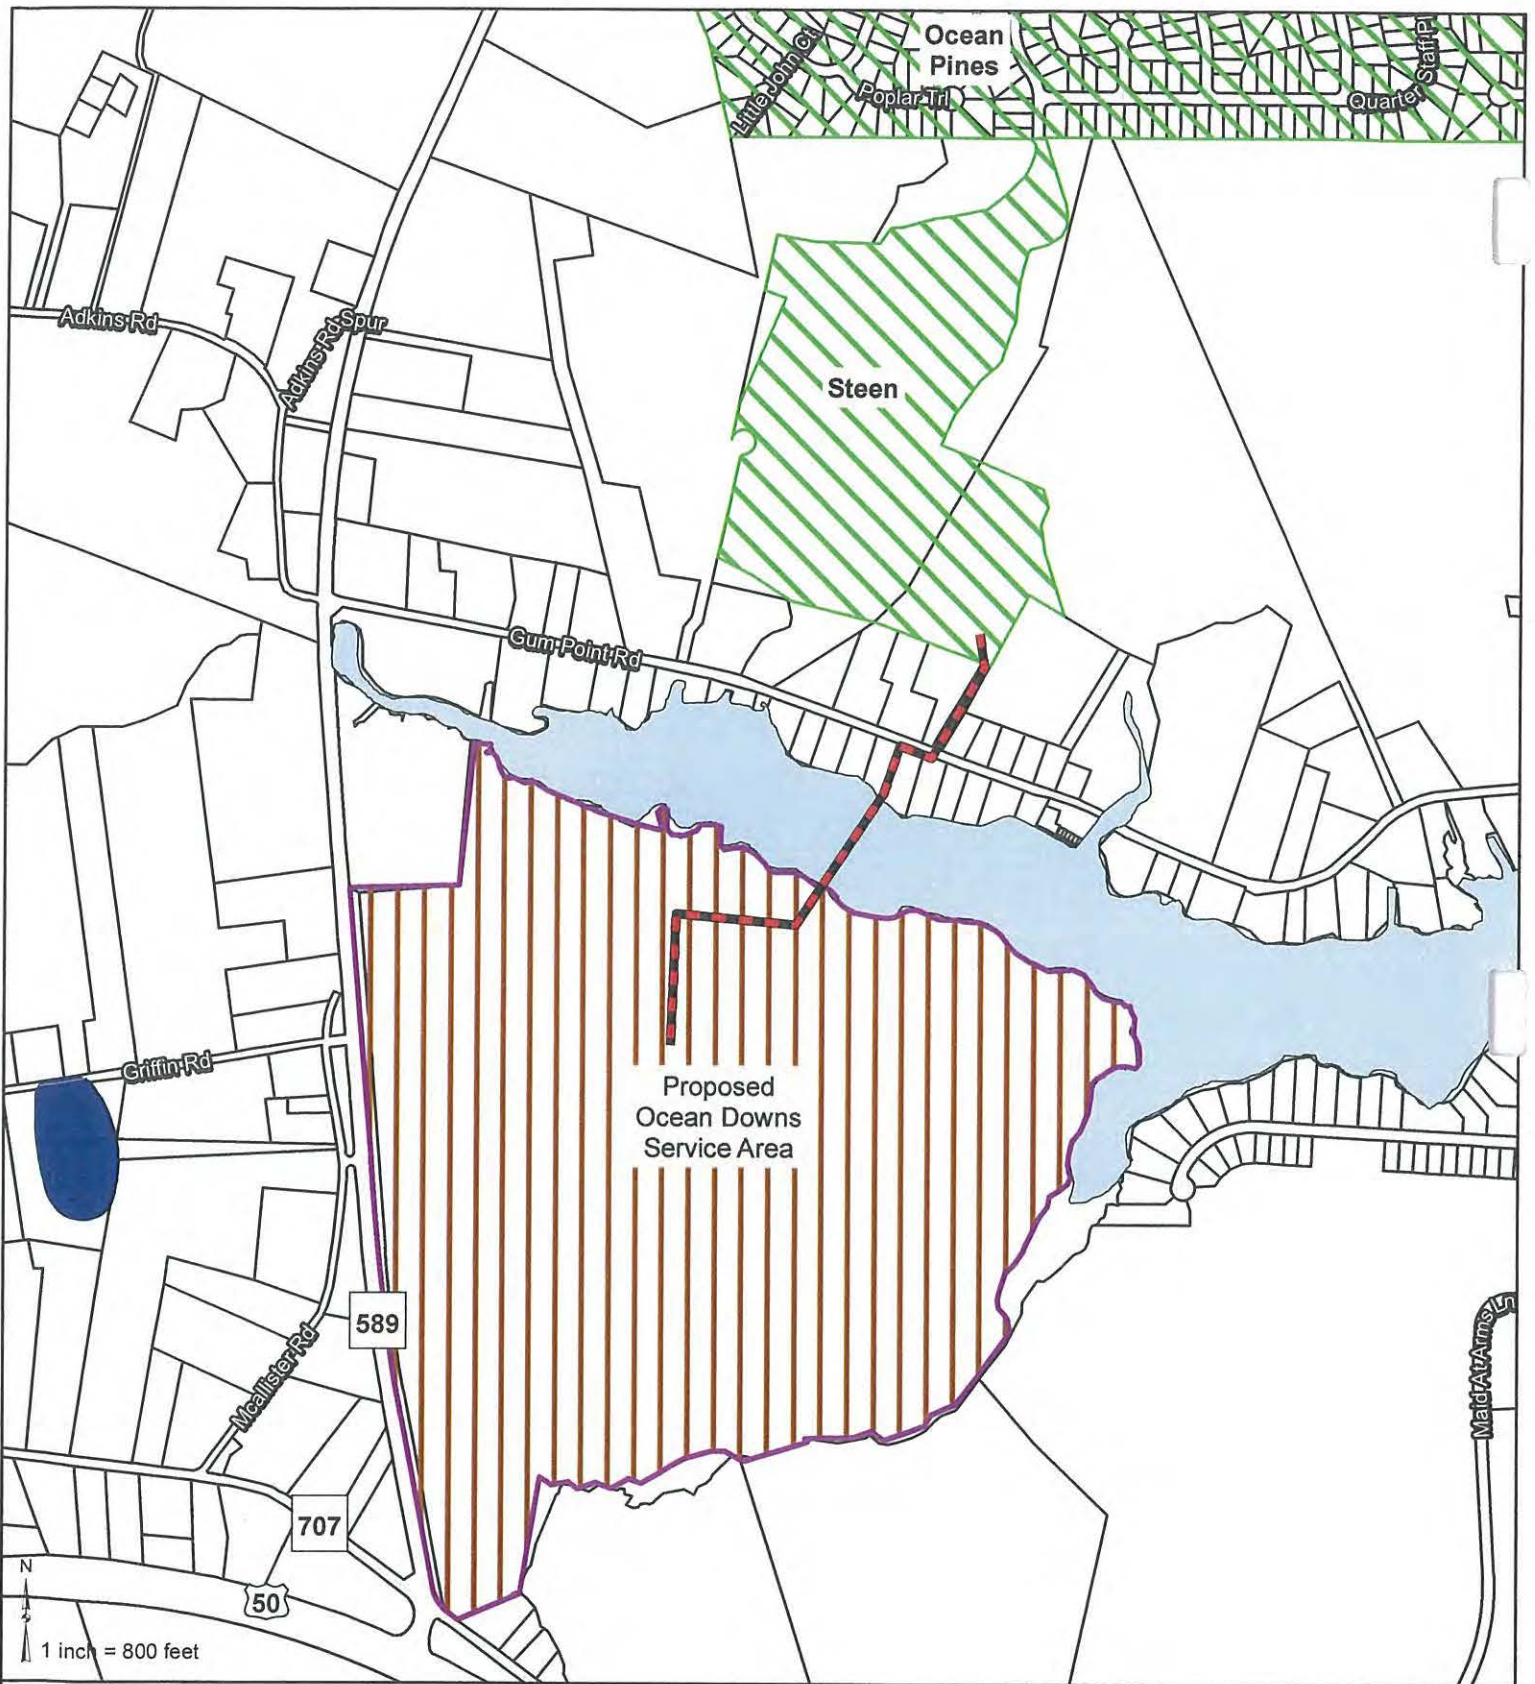 Ocean
Pines
Little John Ct
Poplar Trl
Quarter Staff Pl
Adkins Rd
Adkins Rd Spur
Steen
Gum Point Rd
Griffin Rd
Proposed
Ocean Downs
Service Area
589
Mcallister Rd
Maid At Arms Ln
707
N
50
1 inch = 800 feet